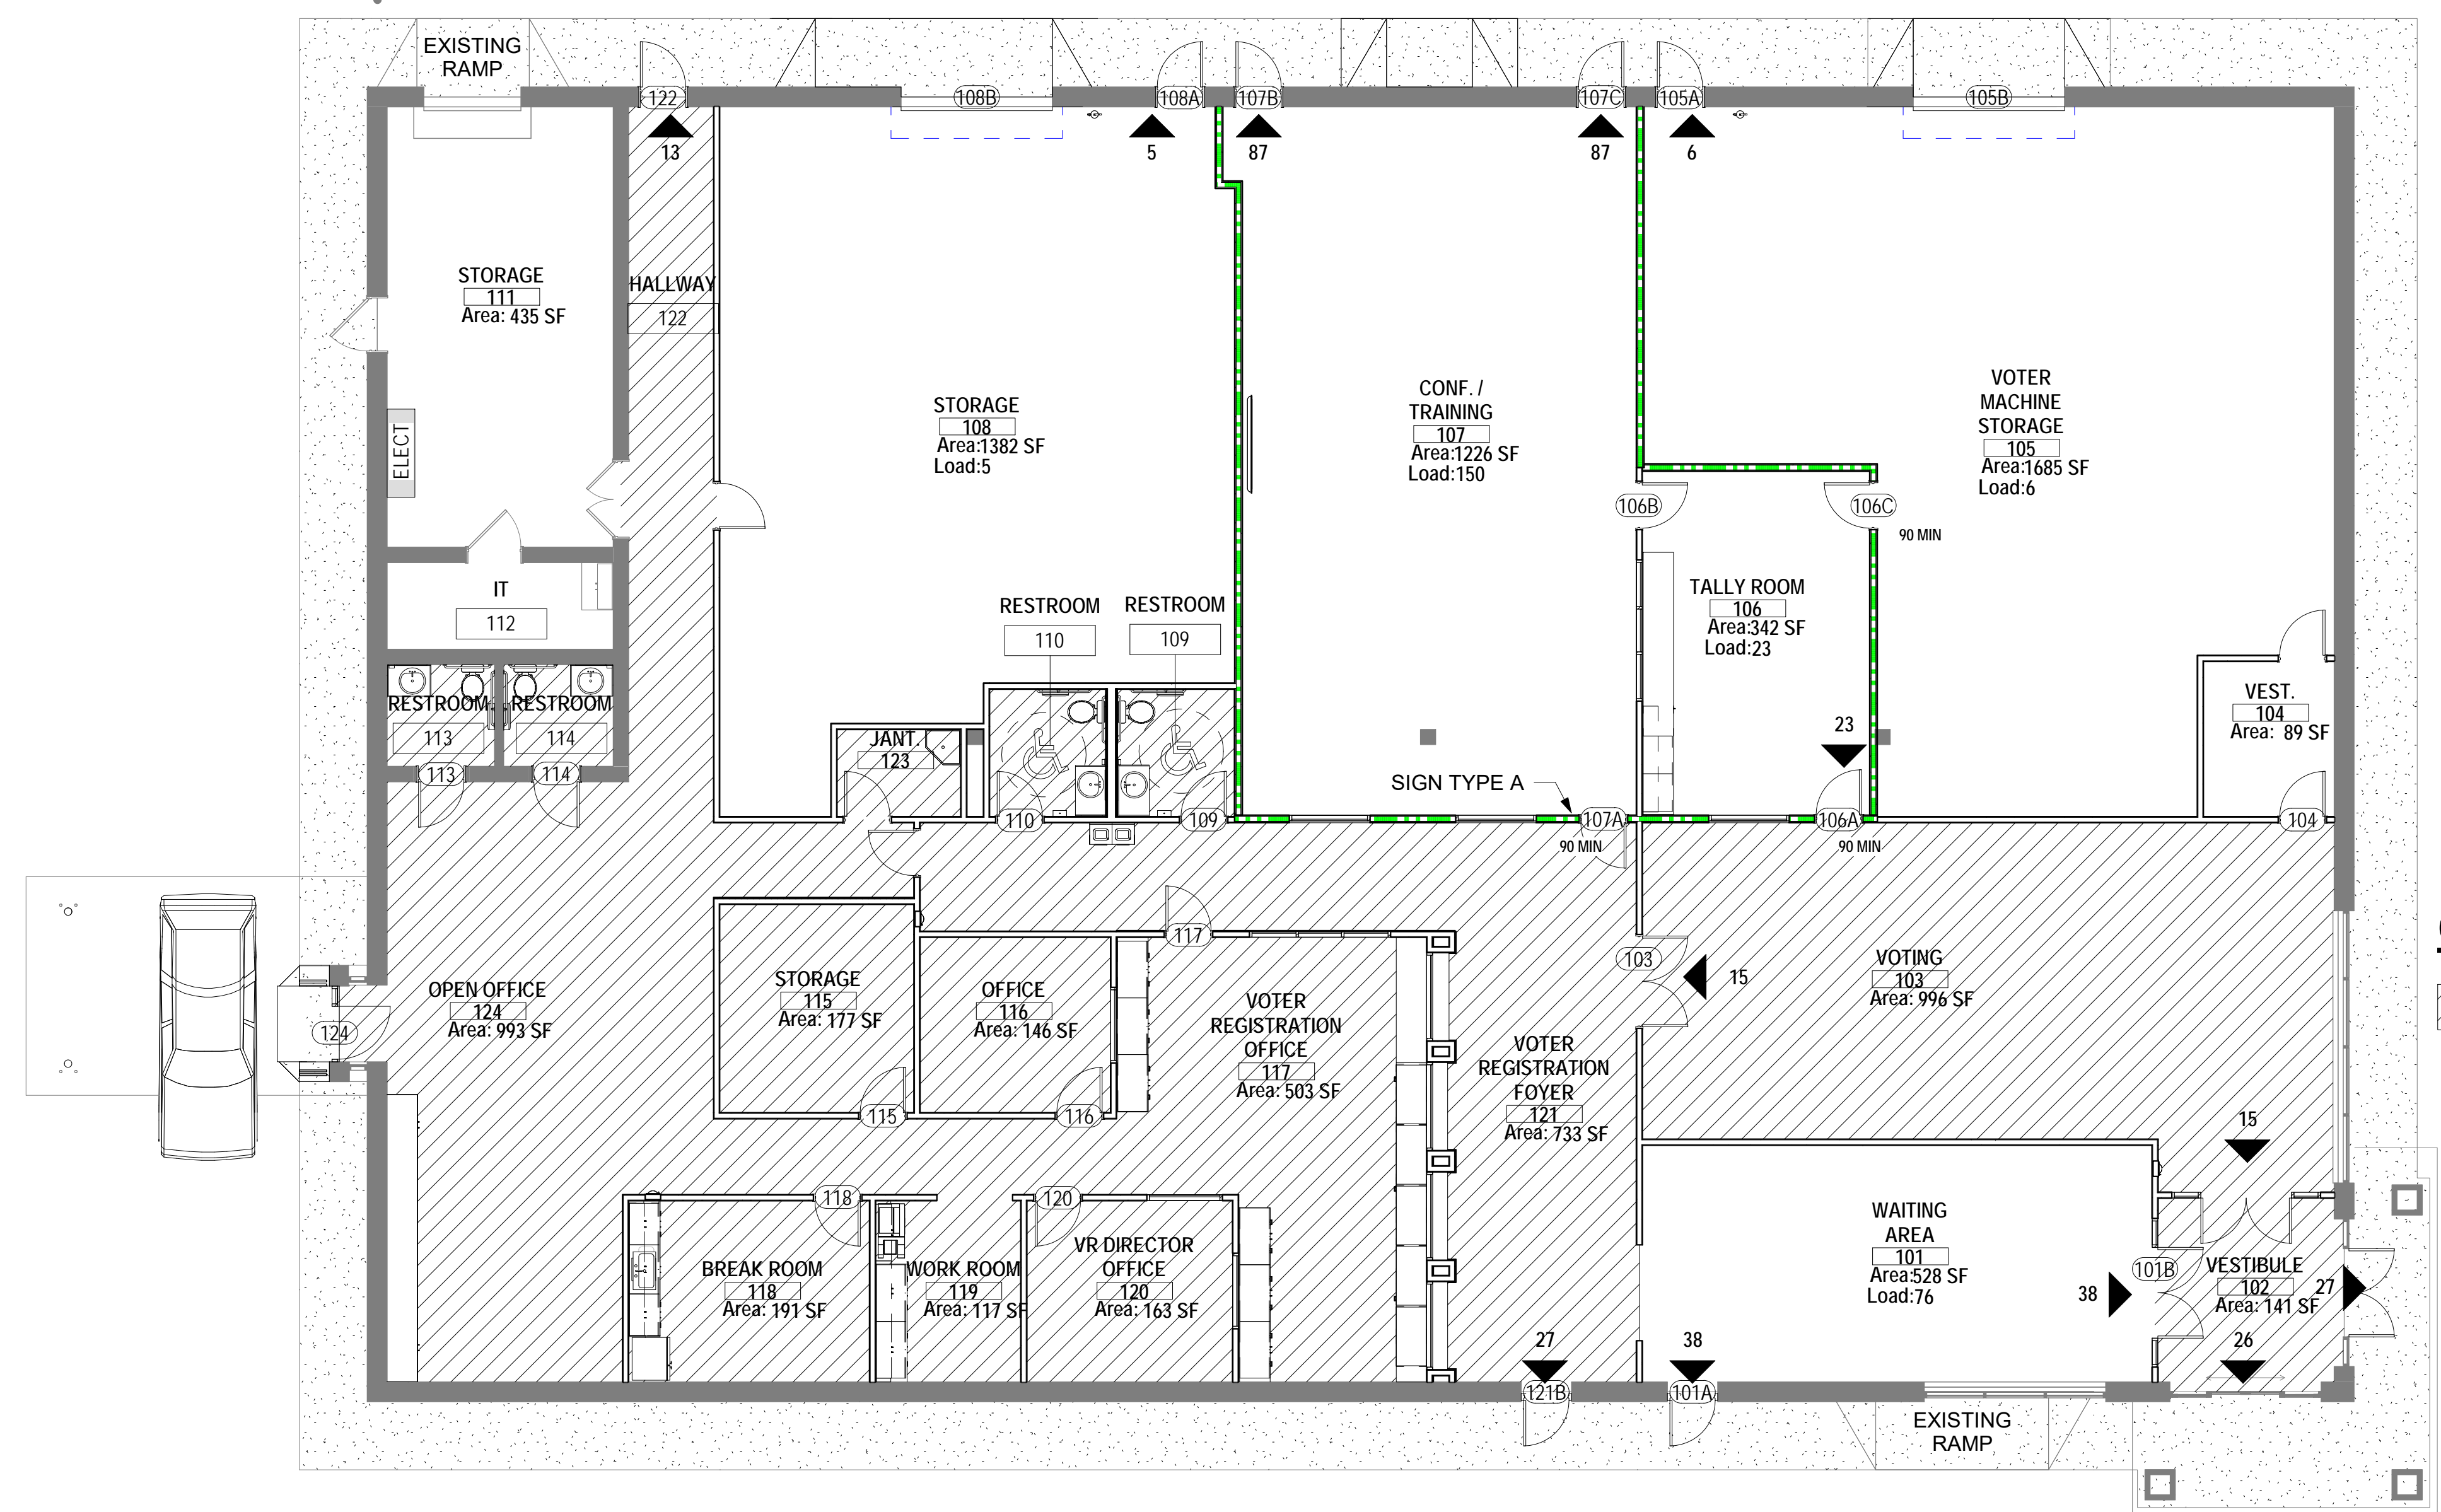 EXISTING
RAMP
122
108B
108A
107B
107C
105A
105B
13
5
87
87
6
STORAGE
111
Area: 435 SF
HALLWAY
122
ELECT
STORAGE
108
Area:1382 SF
Load:5
CONF. /
TRAINING
107
Area:1226 SF
Load:150
VOTER
MACHINE
STORAGE
105
Area:1685 SF
Load:6
106B
106C
90 MIN
IT
112
RESTROOM
110
RESTROOM
109
TALLY ROOM
106
Area:342 SF
Load:23
RESTROOM
113
RESTROOM
114
113
114
JANT.
123
VEST.
104
Area: 89 SF
23
SIGN TYPE A
110
109
107A
90 MIN
106A
90 MIN
104
117
103
15
OPEN OFFICE
124
Area: 993 SF
124
STORAGE
115
Area: 177 SF
OFFICE
116
Area: 146 SF
VOTER
REGISTRATION
OFFICE
117
Area: 503 SF
VOTER
REGISTRATION
FOYER
121
Area: 733 SF
VOTING
103
Area: 996 SF
115
116
15
118
120
BREAK ROOM
118
Area: 191 SF
WORK ROOM
119
Area: 117 SF
VR DIRECTOR
OFFICE
120
Area: 163 SF
WAITING
AREA
101
Area:528 SF
Load:76
38
101B
VESTIBULE
102
Area: 141 SF
27
26
27
38
121B
101A
EXISTING
RAMP